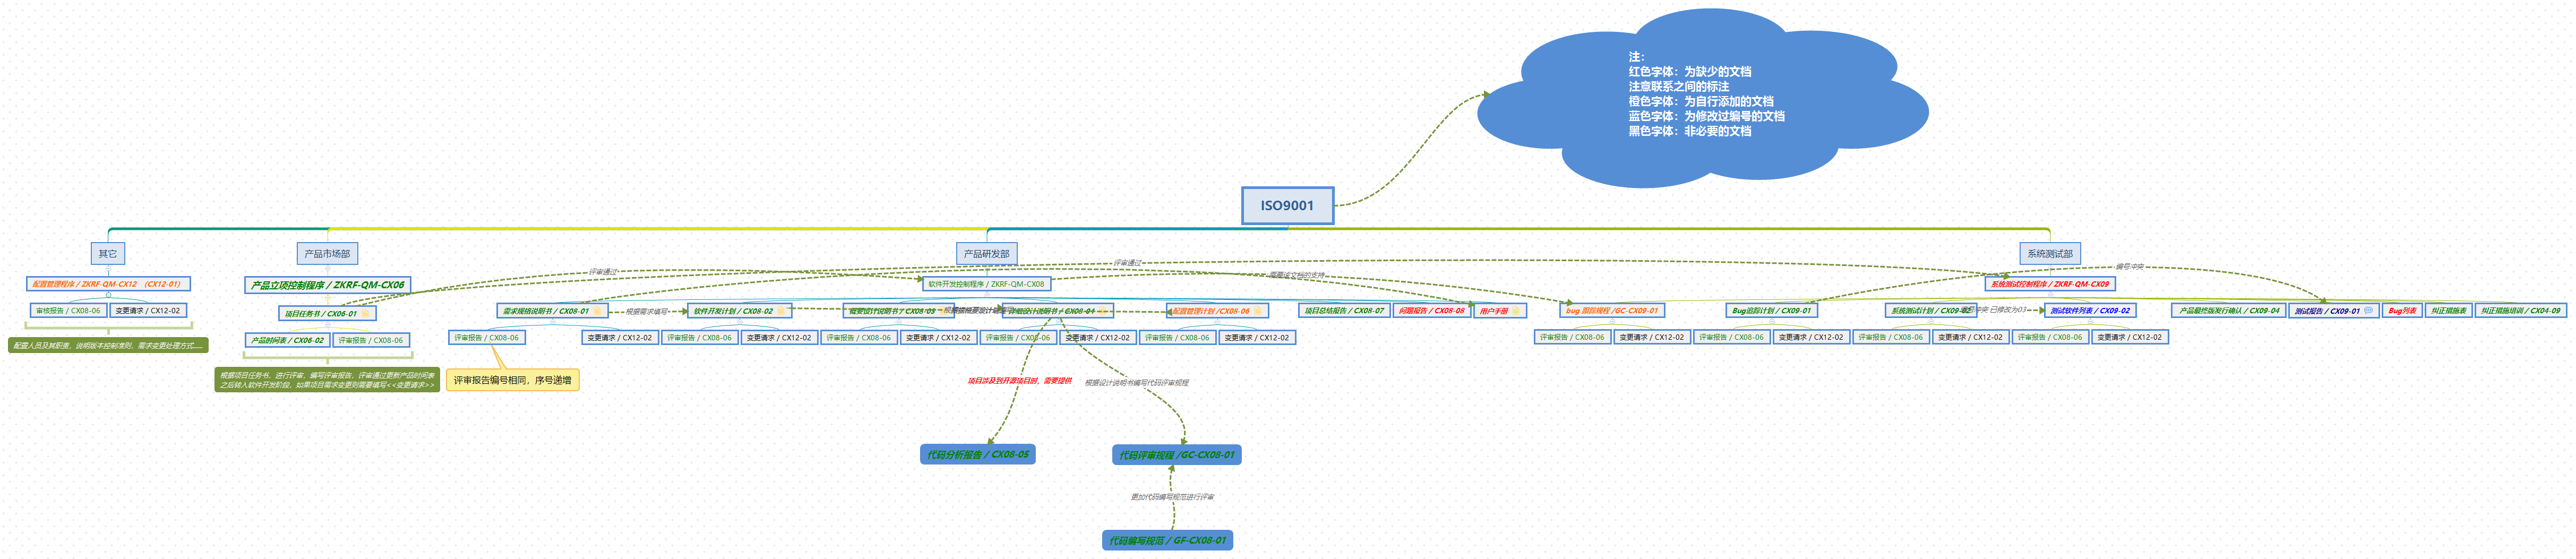 注：
红色字体：为缺少的文档
注意联系之间的标注
橙色字体：为自行添加的文档
蓝色字体：为修改过编号的文档
黑色字体：非必要的文档
ISO9001
其它
产品市场部
产品研发部
系统测试部
评审通过
评审通过
需要该文档的支持
编号冲突
配置管理程序 / ZKRF-QM-CX12 （CX12-01）
产品立项控制程序 / ZKRF-QM-CX06
软件开发控制程序 / ZKRF-QM-CX08
系统测试控制程序 / ZKRF-QM-CX09
审核报告 / CX08-06
变更请求 / CX12-02
项目任务书 / CX06-01
需求规格说明书 / CX08-01
根据需求填写
软件开发计划 / CX08-02
概要设计说明书 / CX08-03
详细设计说明书 / CX08-04
配置管理计划 / CX08-08
项目总结报告 / CX08-07
问题报告 / CX08-08
用户手册
bug 跟踪规程 /GC-CX09-01
Bug追踪计划 / CX09-01
系统测试计划 / CX09-02
编号冲突 已修改为03
测试软件列表 / CX09-02
产品最终版发行确认 / CX09-04
测试报告 / CX09-01
Bug列表
纠正措施表
纠正措施培训 / CX04-09
配置人员及其职责，说明版本控制准则，需求变更处理方式......
产品时间表 / CX06-02
评审报告 / CX08-06
评审报告 / CX08-06
变更请求 / CX12-02
评审报告 / CX08-06
变更请求 / CX12-02
评审报告 / CX08-06
变更请求 / CX12-02
评审报告 / CX08-06
变更请求 / CX12-02
评审报告 / CX08-06
变更请求 / CX12-02
评审报告 / CX08-06
变更请求 / CX12-02
评审报告 / CX08-06
变更请求 / CX12-02
评审报告 / CX08-06
变更请求 / CX12-02
评审报告 / CX08-06
变更请求 / CX12-02
根据项目任务书，进行评审，编写评审报告，评审通过更新产品时间表
之后转入软件开发阶段，如果项目需求变更则需要填写<<变更请求>>
评审报告编号相同，序号递增
项目涉及到开源项目时，需要提供
根据设计说明书编写代码评审规程
代码分析报告 / CX08-05
代码评审规程 /GC-CX08-01
更加代码编写规范进行评审
代码编写规范 / GF-CX08-01